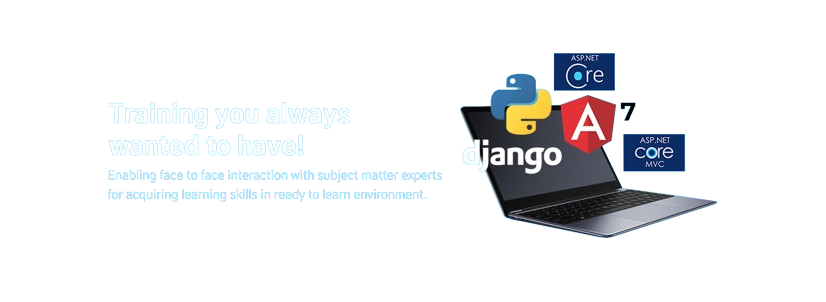 Training you always
wanted to have!
Enabling face to face interaction with subject matter experts
for acquiring learning skills in ready to learn environment.
ASP.NET
Core
A 7
django
ASP.NET
core
MVC